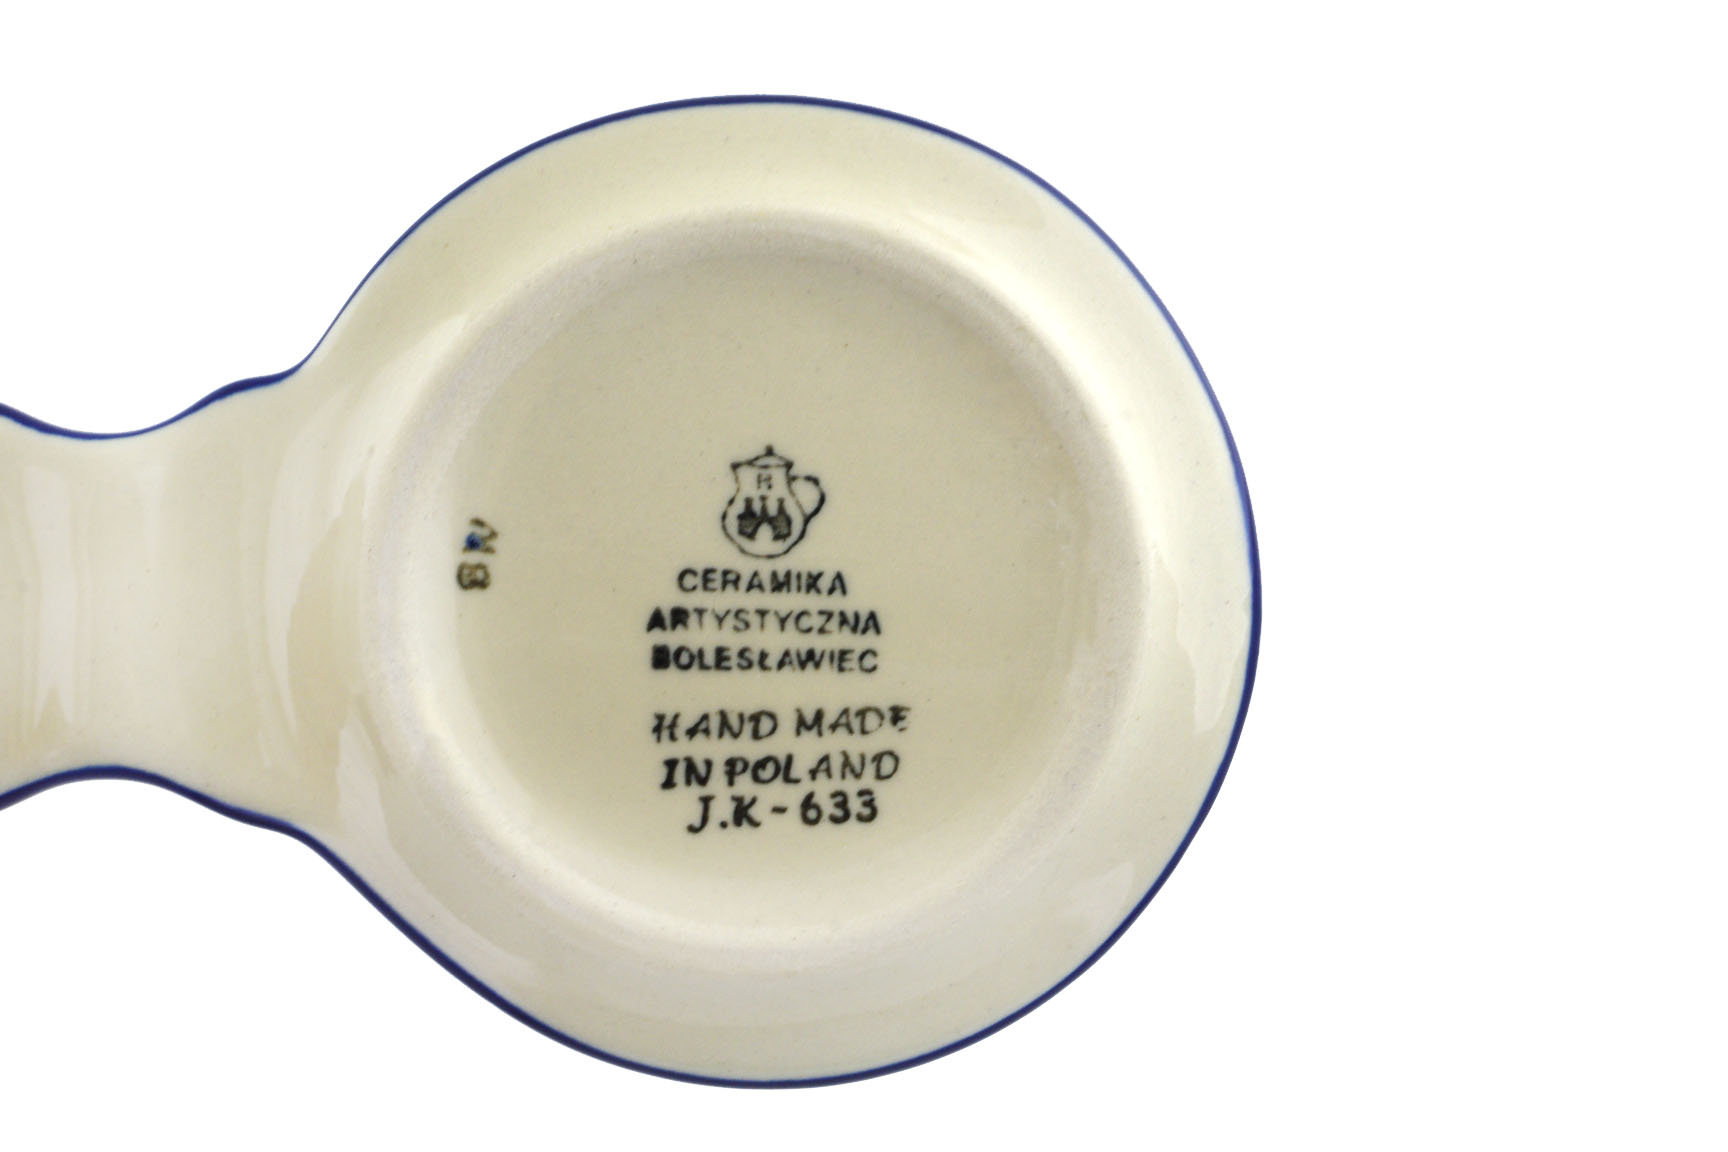 CERAMIKA
ARTYSTYCZNA
BOLESŁAWIEC
HAND MADE
IN POLAND
J.K-633